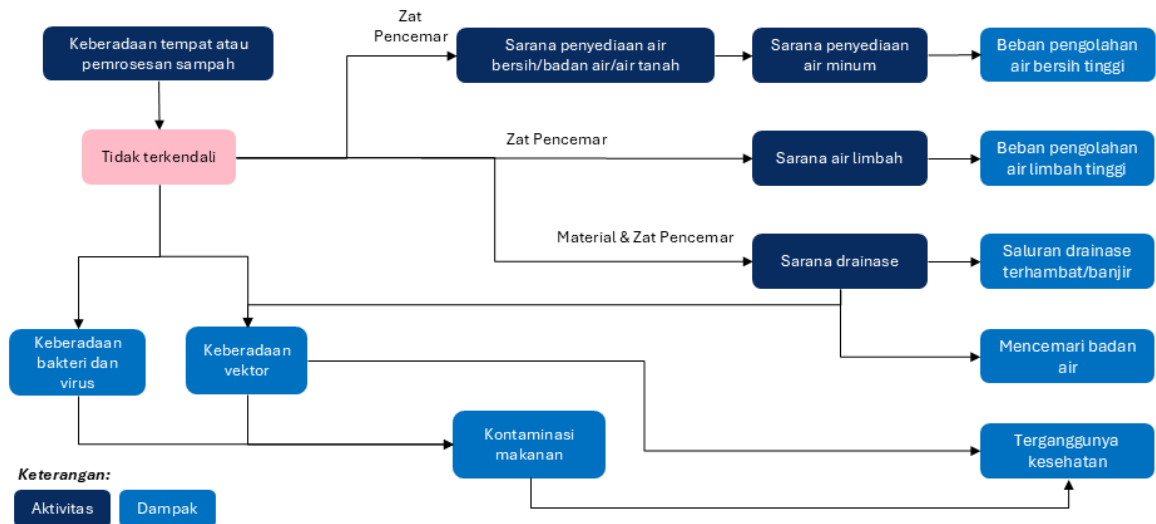 Zat
Pencemar
Keberadaan tempat atau
pemrosesan sampah
Sarana penyediaan air
bersih/badan air/air tanah
Sarana penyediaan
air minum
Beban pengolahan
air bersih tinggi
Tidak terkendali
Zat Pencemar
Sarana air limbah
Beban pengolahan
air limbah tinggi
Material & Zat Pencemar
Sarana drainase
Saluran drainase
terhambat/banjir
Keberadaan
bakteri dan
virus
Keberadaan
vektor
Mencemari badan
air
Kontaminasi
makanan
Terganggunya
kesehatan
Keterangan:
Aktivitas
Dampak